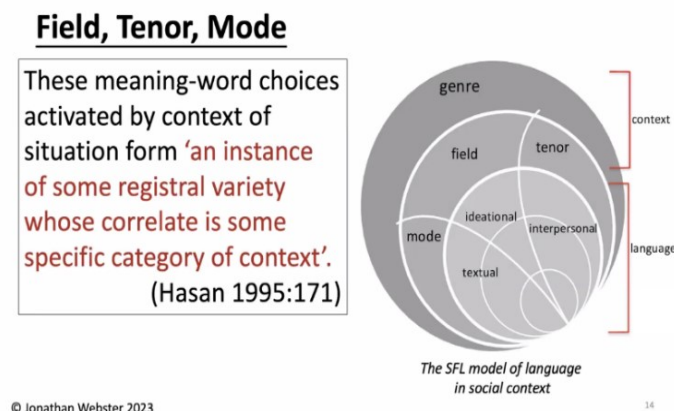 Field, Tenor, Mode
These meaning-word choices
activated by context of
situation form ‘an instance
of some registral variety
whose correlate is some
specific category of context’.
(Hasan 1995:171)
genre
context
tenor
field
ideational
interpersonal
mode
language
textual
The SFL model of language
in social context
© Jonathan Webster 2023
14